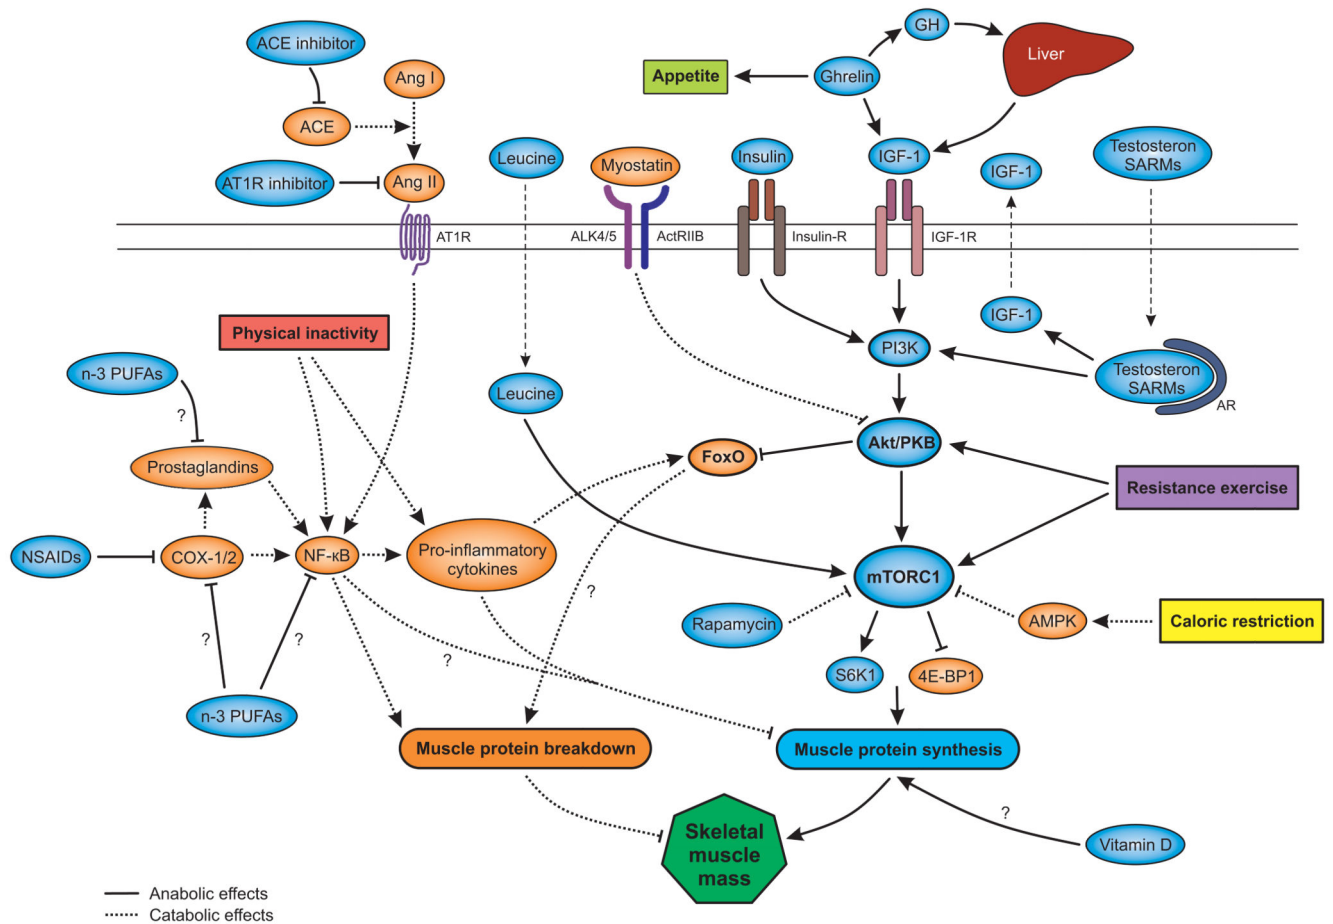 ACE inhibitor
Ang I
ACE
AT1R inhibitor
Ang II
AT1R
Leucine
Myostatin
ALK4/5
ActRIIB
Insulin
Insulin-R
Appetite
Ghrelin
GH
Liver
IGF-1
IGF-1R
IGF-1
Testosteron
SARMs
Physical inactivity
n-3 PUFAs
?
Prostaglandins
NSAIDs
COX-1/2
NF-κB
Pro-inflammatory
cytokines
Leucine
PI3K
IGF-1
Testosteron
SARMs
AR
FoxO
Akt/PKB
Resistance exercise
mTORC1
Rapamycin
AMPK
Caloric restriction
?
?
?
?
n-3 PUFAs
S6K1
4E-BP1
Muscle protein breakdown
Muscle protein synthesis
?
Vitamin D
Skeletal
muscle
mass
Anabolic effects
Catabolic effects